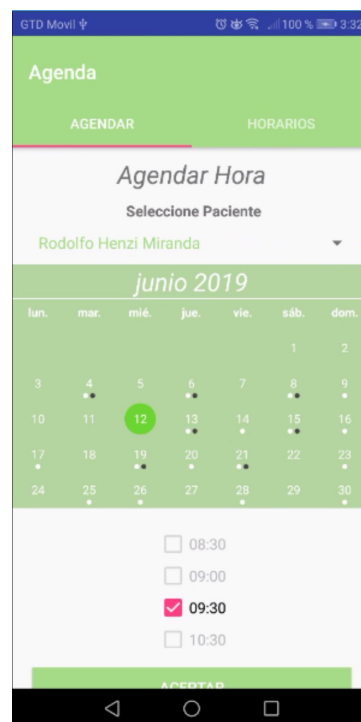 GTD Movil 100 % 3:32
Agenda
AGENDAR HORARIOS
Agendar Hora
Seleccione Paciente
Rodolfo Henzi Miranda
junio 2019
lun. mar. mié. jue. vie. sáb. dom.
1 2
3 4 5 6 7 8 9
10 11 12 13 14 15 16
17 18 19 20 21 22 23
24 25 26 27 28 29 30
08:30
09:00
09:30
10:30
ACEPTAR